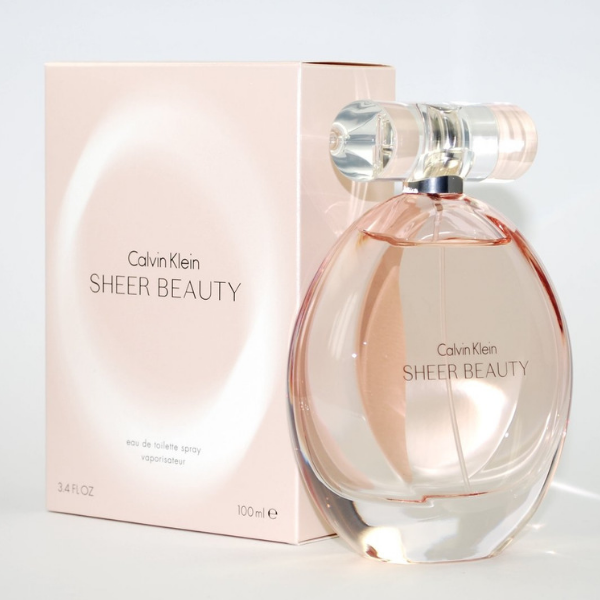 Calvin Klein
SHEER BEAUTY
eau de toilette spray
vaporisateur
3.4 FL OZ
100 ml ℮
Calvin Klein
SHEER BEAUTY